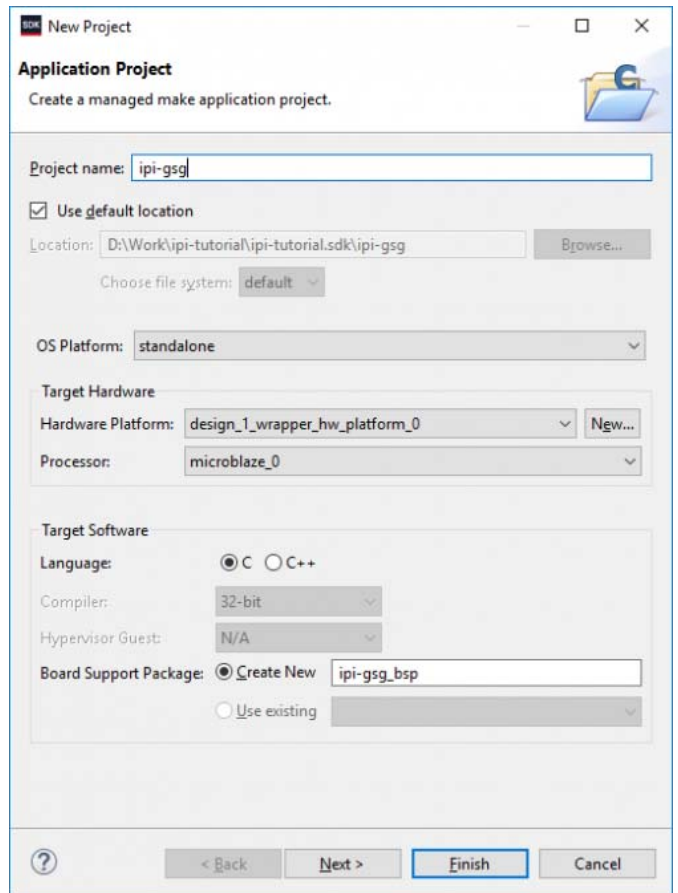 SDK New Project
Application Project
Create a managed make application project.
Project name: ipi-gsg
Use default location
Location: D:\Work\ipi-tutorial\ipi-tutorial.sdk\ipi-gsg Browse...
Choose file system: default
OS Platform: standalone
Target Hardware
Hardware Platform: design_1_wrapper_hw_platform_0 New...
Processor: microblaze_0
Target Software
Language: C C++
Compiler: 32-bit
Hypervisor Guest: N/A
Board Support Package: Create New ipi-gsg_bsp
Use existing
? < Back Next > Finish Cancel